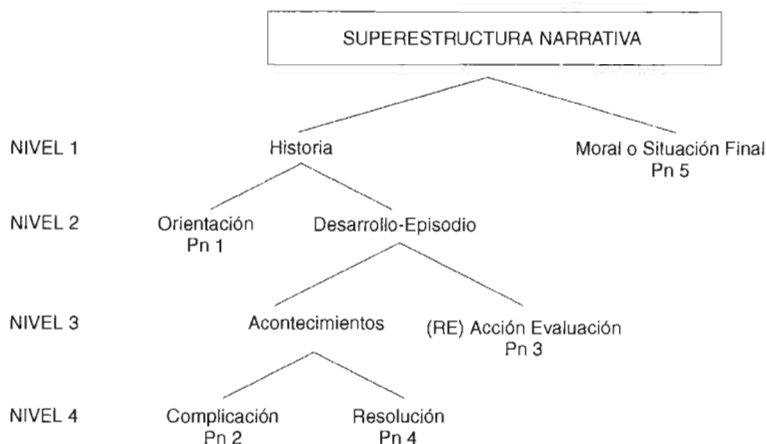 SUPERESTRUCTURA NARRATIVA
NIVEL 1 Historia Moral o Situación Final
Pn 5
NIVEL 2 Orientación Desarrollo-Episodio
Pn 1
NIVEL 3 Acontecimientos (RE) Acción Evaluación
Pn 3
NIVEL 4 Complicación Resolución
Pn 2 Pn 4